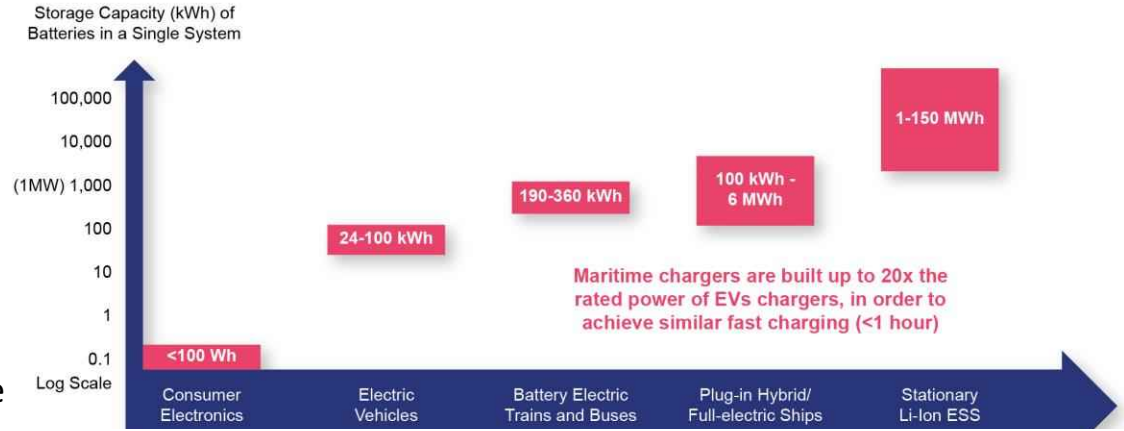 Storage Capacity (kWh) of
Batteries in a Single System
100,000
10,000
(1MW) 1,000
100
10
1
0.1
Log Scale
e
<100 Wh
24-100 kWh
190-360 kWh
100 kWh -
6 MWh
1-150 MWh
Maritime chargers are built up to 20x the
rated power of EVs chargers, in order to
achieve similar fast charging (<1 hour)
Consumer
Electronics
Electric
Vehicles
Battery Electric
Trains and Buses
Plug-in Hybrid/
Full-electric Ships
Stationary
Li-Ion ESS